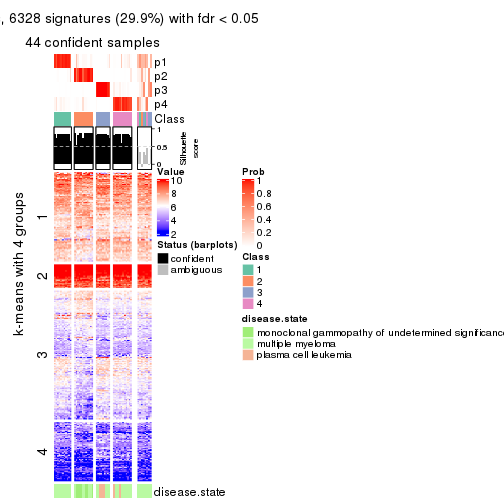 , 6328 signatures (29.9%) with fdr < 0.05
44 confident samples
p1
p2
p3
p4
Class
1
0.5
0
Silhouette
score
k-means with 4 groups
1
2
3
4
disease.state
Value
10
8
6
4
2
Status (barplots)
confident
ambiguous
Prob
1
0.8
0.6
0.4
0.2
0
Class
1
2
3
4
disease.state
monoclonal gammopathy of undetermined significance
multiple myeloma
plasma cell leukemia